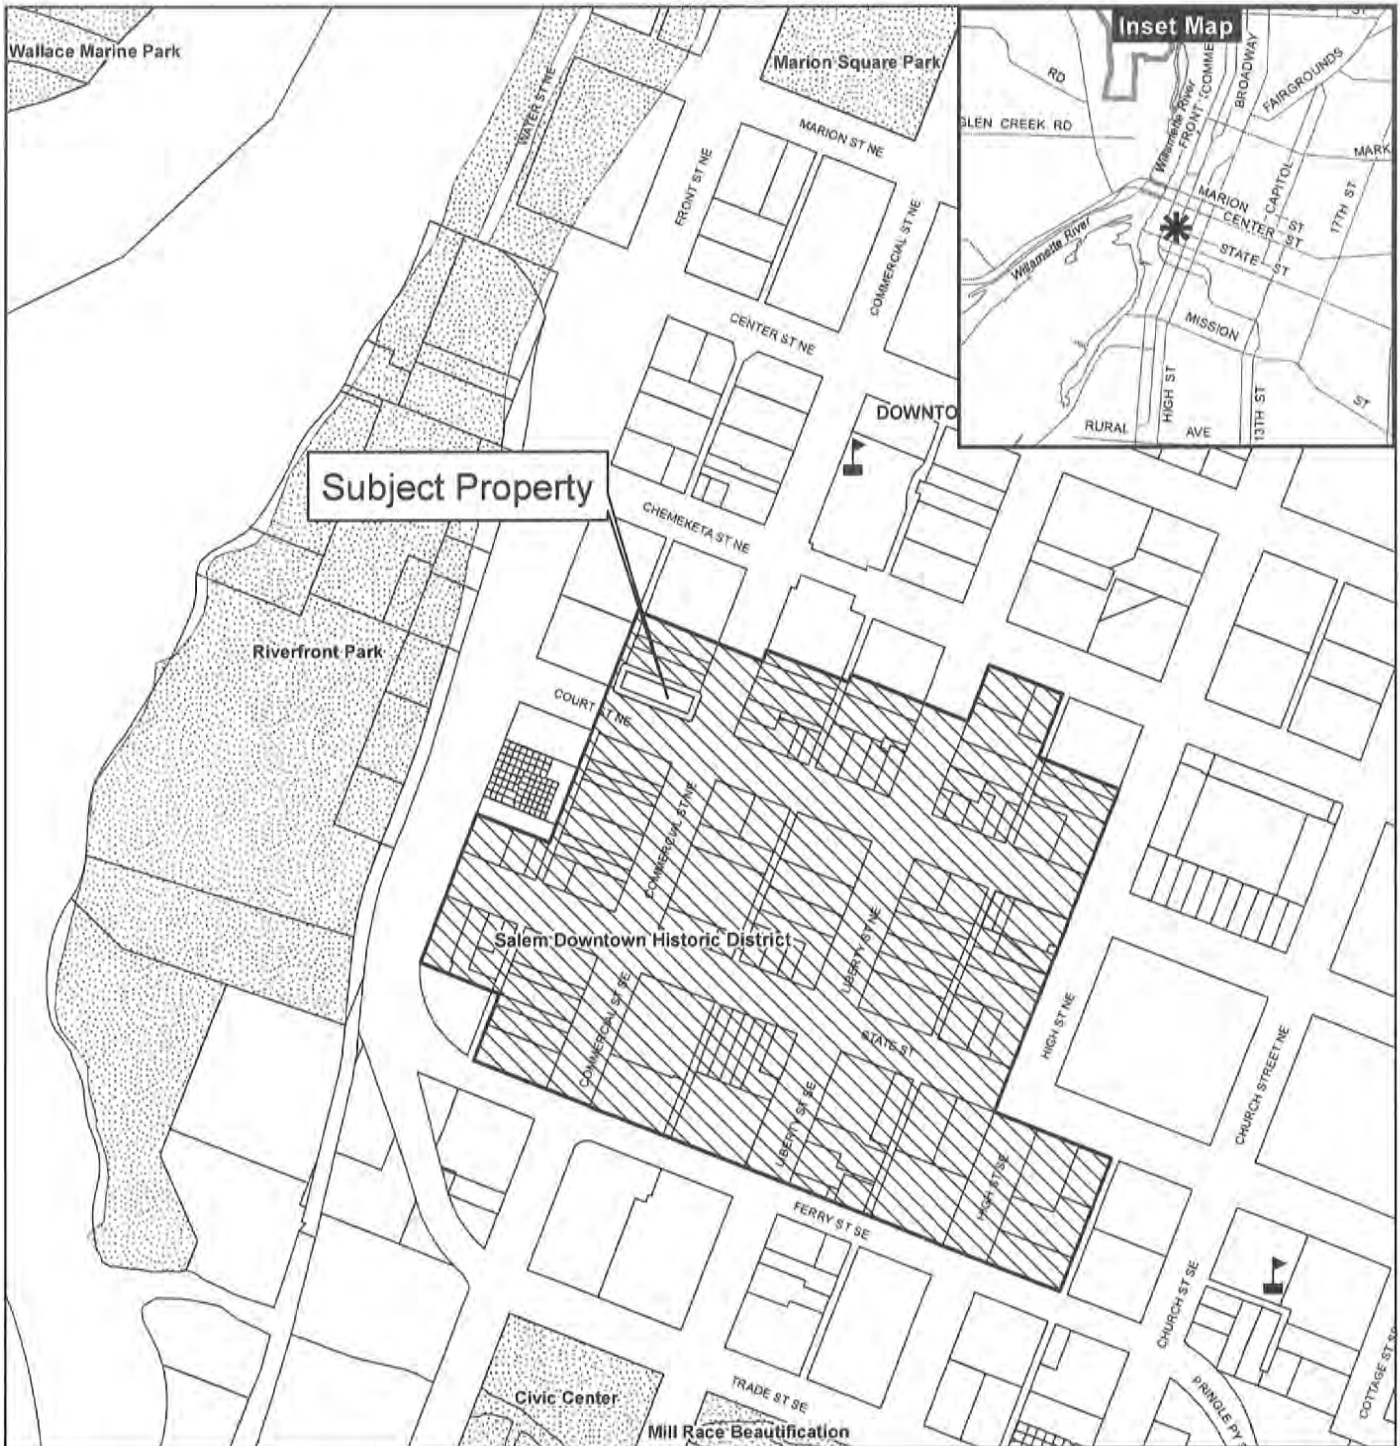 Wallace Marine Park
WATER ST NE
Marion Square Park
MARION ST NE
FRONT ST NE
COMMERCIAL ST NE
CENTER ST NE
DOWNTO
Inset Map
RD
GLEN CREEK RD
Willamette River
FRONT
COMME
BROADWAY
FAIRGROUNDS
MARK
CAPITOL
17TH ST
MARION ST
CENTER ST
STATE ST
Willamette River
MISSION
ST
HIGH ST
13TH ST
RURAL AVE
Subject Property
CHEMEKETA ST NE
Riverfront Park
COURT ST NE
COMMERCIAL ST NE
Salem Downtown Historic District
LIBERTY ST NE
COMMERCIAL ST SE
STATE ST
HIGH ST NE
CHURCH STREET NE
LIBERTY ST SE
HIGH ST SE
FERRY ST SE
CHURCH ST SE
TRADE ST SE
Civic Center
Mill Race Beautification
PRINGLE PY
COTTAGE ST S